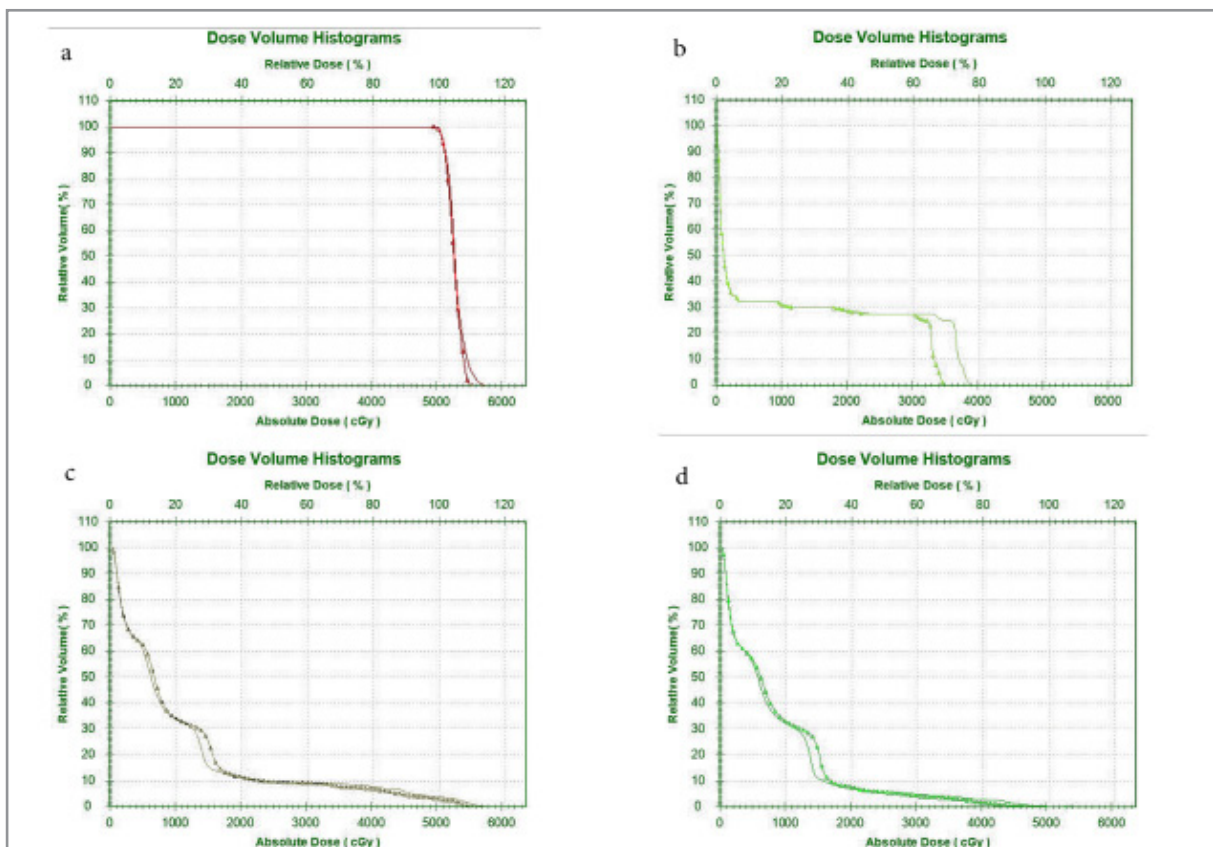 a
Dose Volume Histograms
Relative Dose ( % )
0 20 40 60 80 100 120
110
100
90
80
70
60
50
40
30
20
10
0
Relative Volume( % )
0 1000 2000 3000 4000 5000 6000
Absolute Dose ( cGy )
b
Dose Volume Histograms
Relative Dose ( % )
0 20 40 60 80 100 120
110
100
90
80
70
60
50
40
30
20
10
0
Relative Volume( % )
0 1000 2000 3000 4000 5000 6000
Absolute Dose ( cGy )
c
Dose Volume Histograms
Relative Dose ( % )
0 20 40 60 80 100 120
110
100
90
80
70
60
50
40
30
20
10
0
Relative Volume( % )
0 1000 2000 3000 4000 5000 6000
Absolute Dose ( cGy )
d
Dose Volume Histograms
Relative Dose ( % )
0 20 40 60 80 100 120
110
100
90
80
70
60
50
40
30
20
10
0
Relative Volume( % )
0 1000 2000 3000 4000 5000 6000
Absolute Dose ( cGy )